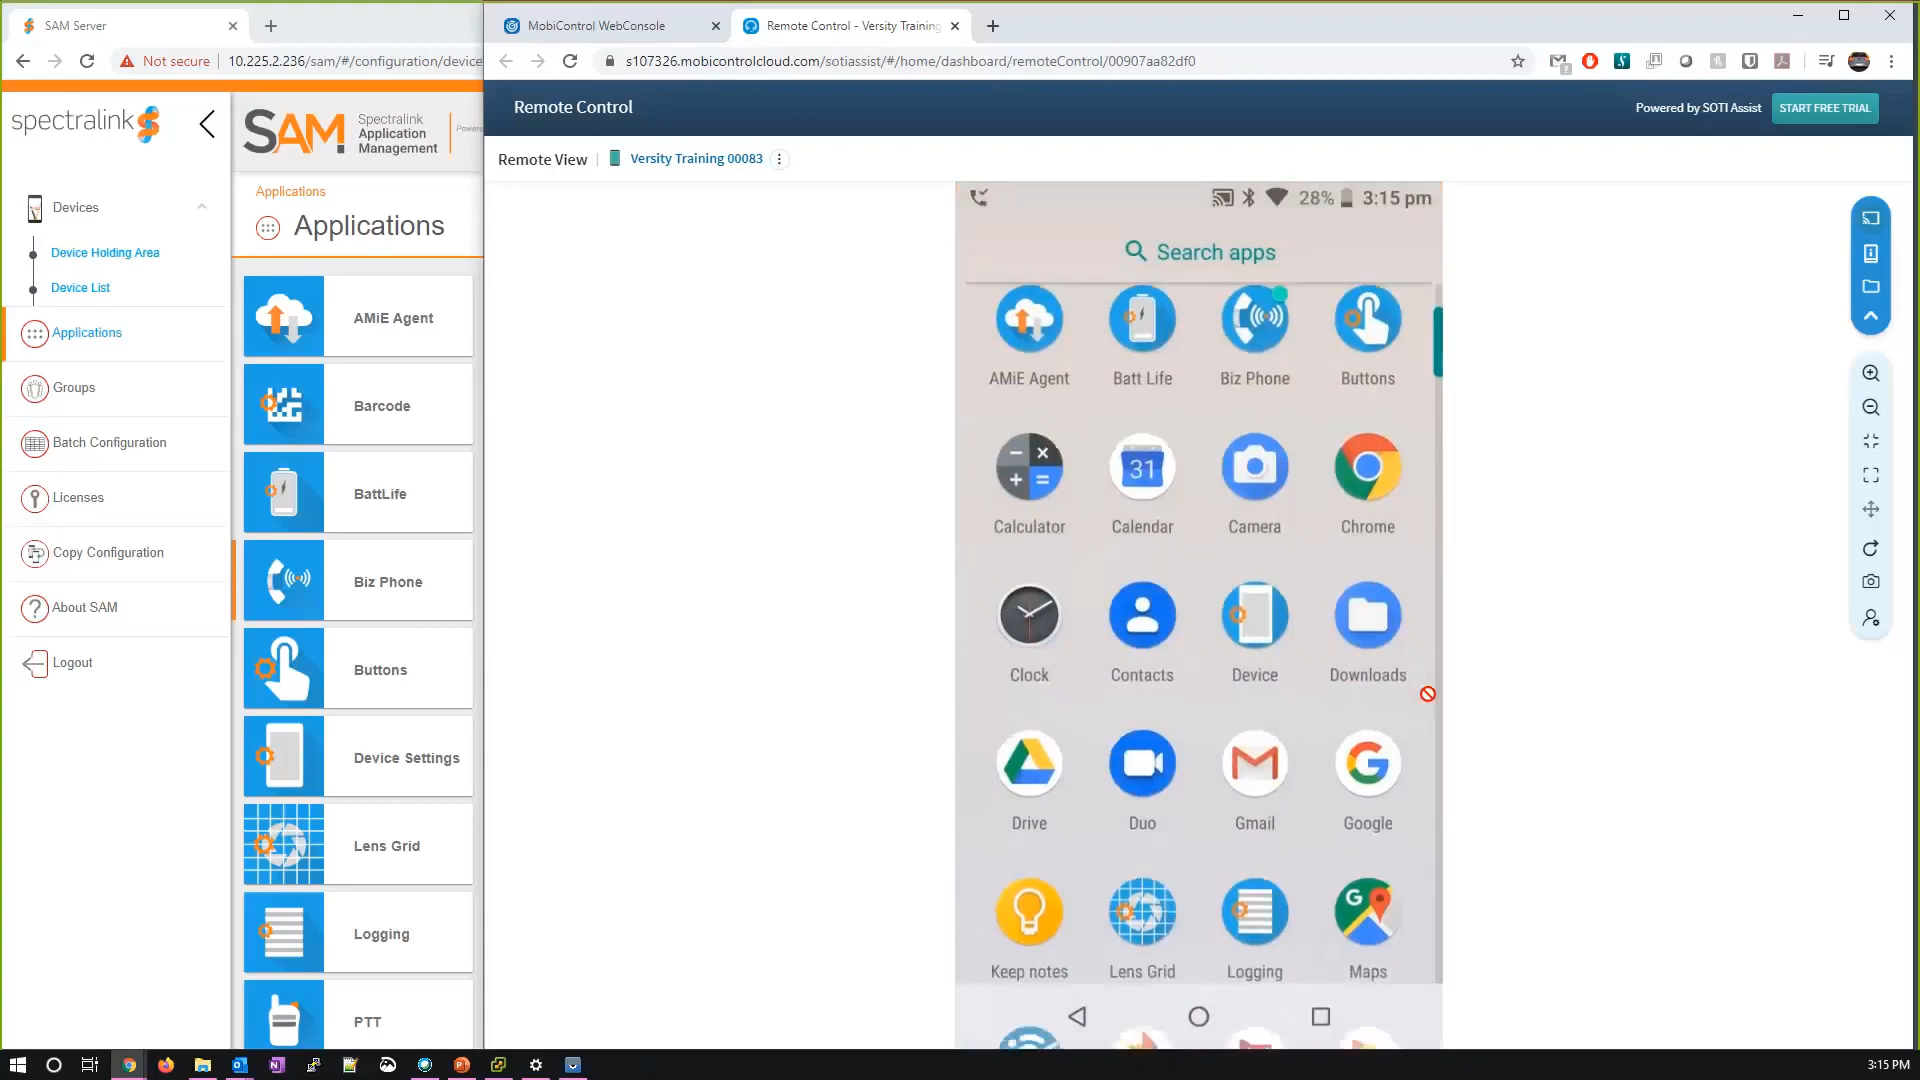 SAM Server
MobiControl WebConsole
Remote Control - Versity Training
Not secure
10.225.2.236/sam/#/configuration/device
s107326.mobicontrolcloud.com/sotiassist/#/home/dashboard/remoteControl/00907aa82df0
Remote Control
Powered by SOTI Assist
START FREE TRIAL
Remote View
Versity Training 00083
spectralink
Devices
Device Holding Area
Device List
Applications
Groups
Batch Configuration
Licenses
Copy Configuration
About SAM
Logout
SAM
Spectralink
Application
Management
Powere
Applications
Applications
AMiE Agent
Barcode
BattLife
Biz Phone
Buttons
Device Settings
Lens Grid
Logging
PTT
28%
3:15 pm
Search apps
AMiE Agent
Batt Life
Biz Phone
Buttons
31
Calculator
Calendar
Camera
Chrome
Clock
Contacts
Device
Downloads
Drive
Duo
Gmail
Google
Keep notes
Lens Grid
Logging
Maps
3:15 PM